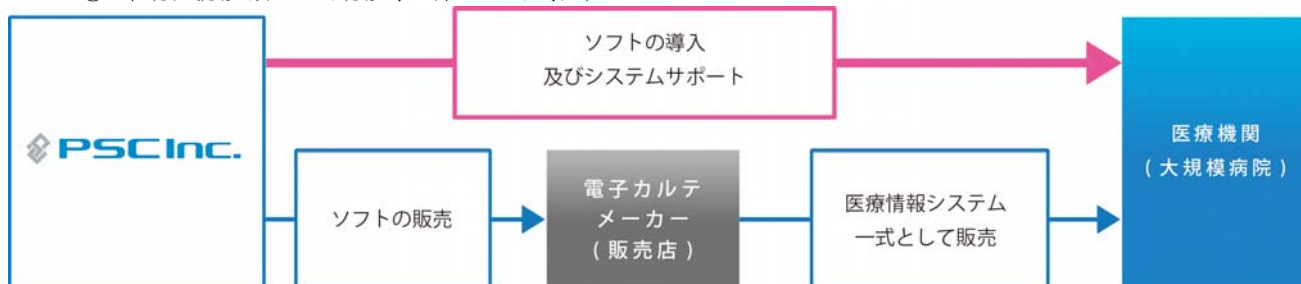 ソフトの導入
及びシステムサポート
PSC Inc.
ソフトの販売
電子カルテ
メーカー
(販売店)
医療情報システム
一式として販売
医療機関
(大規模病院)